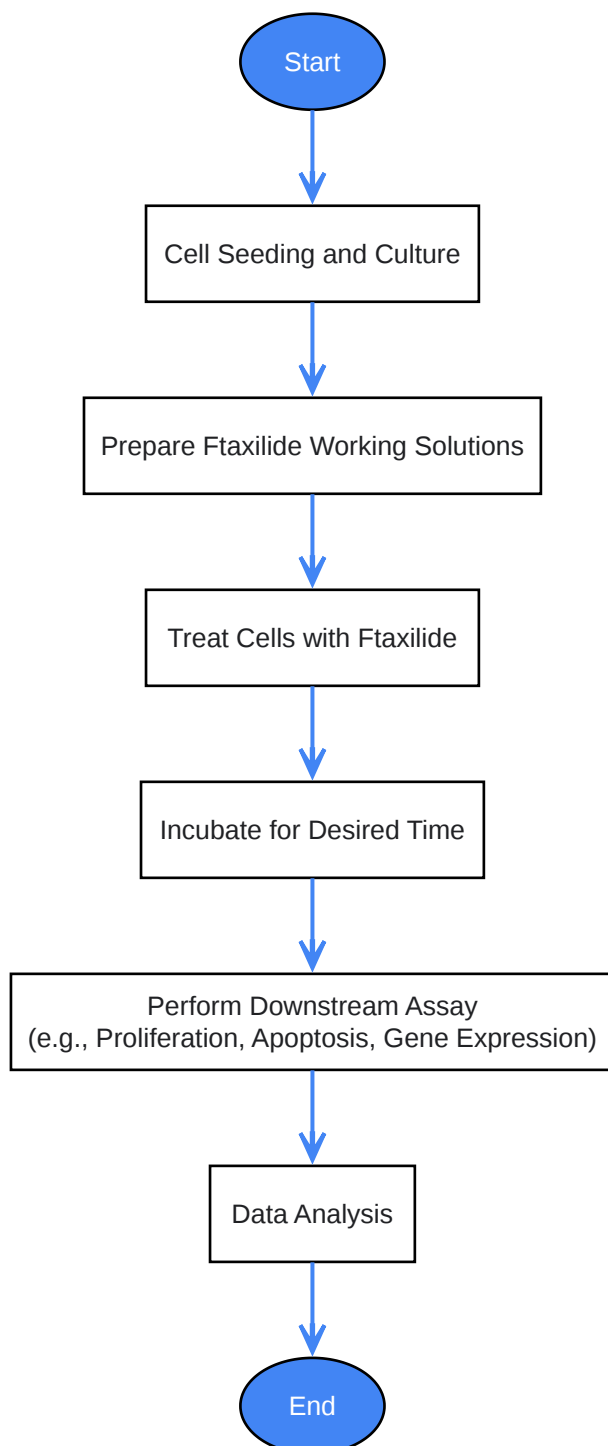 Start
Cell Seeding and Culture
Prepare Ftaxilide Working Solutions
Treat Cells with Ftaxilide
Incubate for Desired Time
Perform Downstream Assay
(e.g., Proliferation, Apoptosis, Gene Expression)
Data Analysis
End